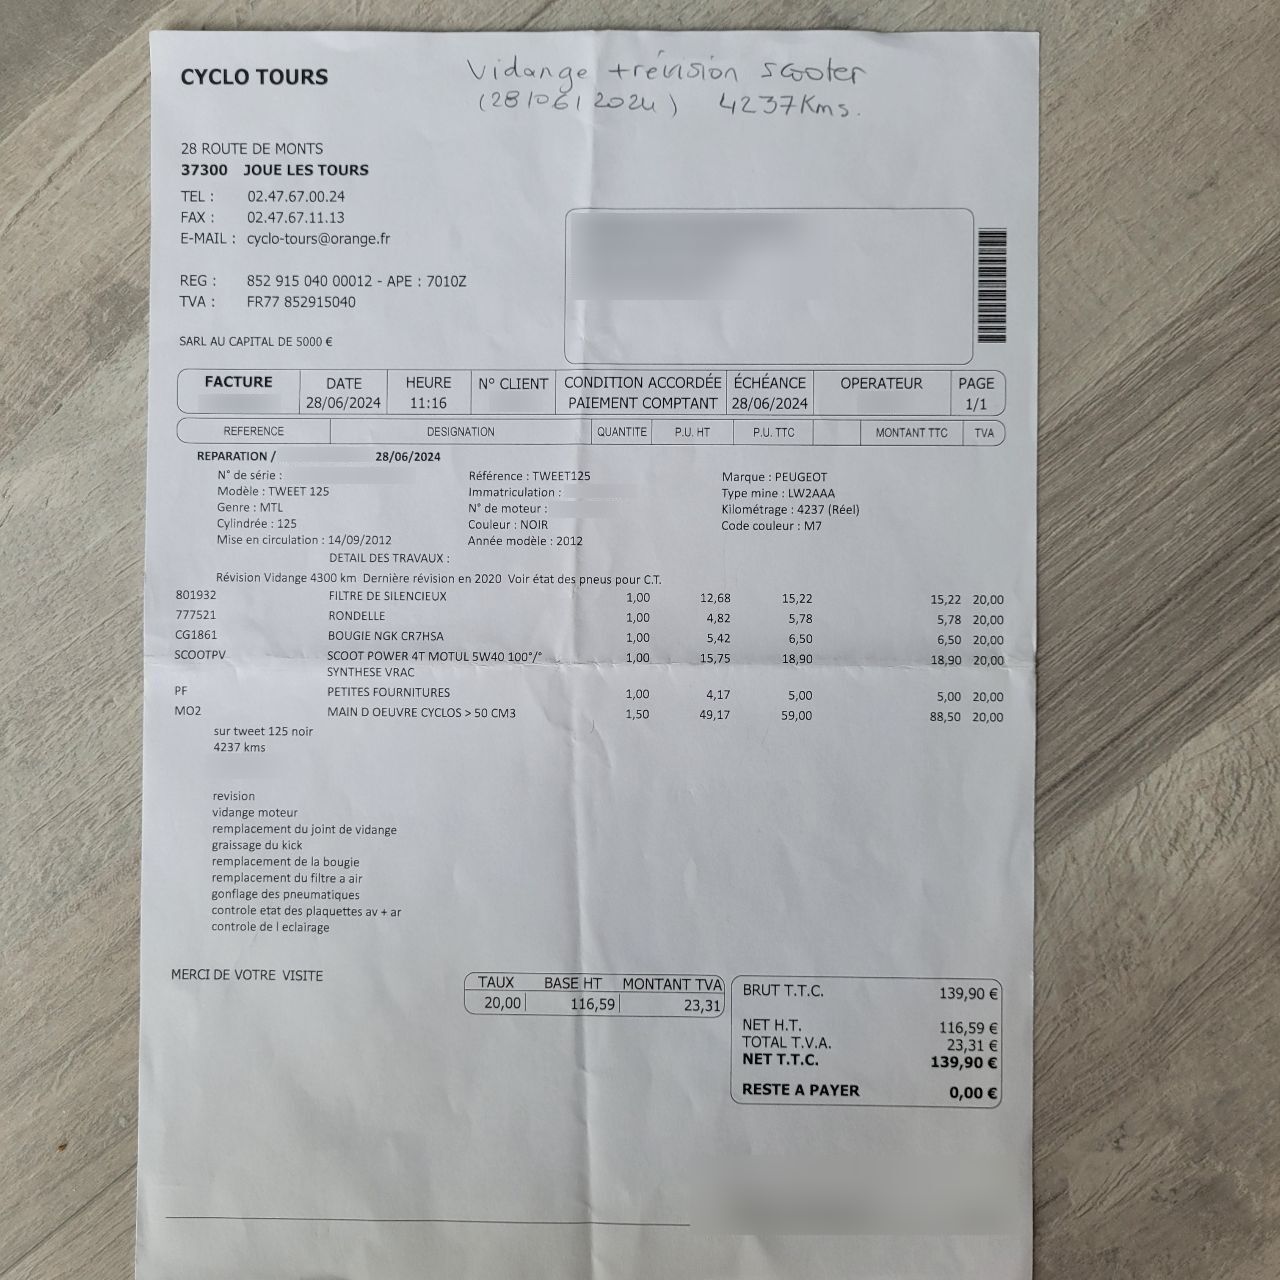 CYCLO TOURS
Vidange + révision scooter
(28/06/2024) 4237Kms.
28 ROUTE DE MONTS
37300 JOUE LES TOURS
TEL : 02.47.67.00.24
FAX : 02.47.67.11.13
E-MAIL : cyclo-tours@orange.fr
REG : 852 915 040 00012 - APE : 7010Z
TVA : FR77 852915040
SARL AU CAPITAL DE 5000 €
FACTURE DATE HEURE N° CLIENT CONDITION ACCORDÉE ÉCHÉANCE OPERATEUR PAGE
28/06/2024 11:16 PAIEMENT COMPTANT 28/06/2024 1/1
REFERENCE DESIGNATION QUANTITE P.U. HT P.U. TTC MONTANT TTC TVA
REPARATION / 28/06/2024
N° de série : Référence : TWEET125 Marque : PEUGEOT
Modèle : TWEET 125 Immatriculation : Type mine : LW2AAA
Genre : MTL N° de moteur : Kilométrage : 4237 (Réel)
Cylindrée : 125 Couleur : NOIR Code couleur : M7
Mise en circulation : 14/09/2012 Année modèle : 2012
DETAIL DES TRAVAUX :
Révision Vidange 4300 km Dernière révision en 2020 Voir état des pneus pour C.T.
801932 FILTRE DE SILENCIEUX 1,00 12,68 15,22 15,22 20,00
777521 RONDELLE 1,00 4,82 5,78 5,78 20,00
CG1861 BOUGIE NGK CR7HSA 1,00 5,42 6,50 6,50 20,00
SCOOTPV SCOOT POWER 4T MOTUL 5W40 100°/° 1,00 15,75 18,90 18,90 20,00
SYNTHESE VRAC
PF PETITES FOURNITURES 1,00 4,17 5,00 5,00 20,00
MO2 MAIN D OEUVRE CYCLOS > 50 CM3 1,50 49,17 59,00 88,50 20,00
sur tweet 125 noir
4237 kms
revision
vidange moteur
remplacement du joint de vidange
graissage du kick
remplacement de la bougie
remplacement du filtre a air
gonflage des pneumatiques
controle etat des plaquettes av + ar
controle de l eclairage
MERCI DE VOTRE VISITE
TAUX BASE HT MONTANT TVA
20,00 116,59 23,31
BRUT T.T.C. 139,90 €
NET H.T. 116,59 €
TOTAL T.V.A. 23,31 €
NET T.T.C. 139,90 €
RESTE A PAYER 0,00 €